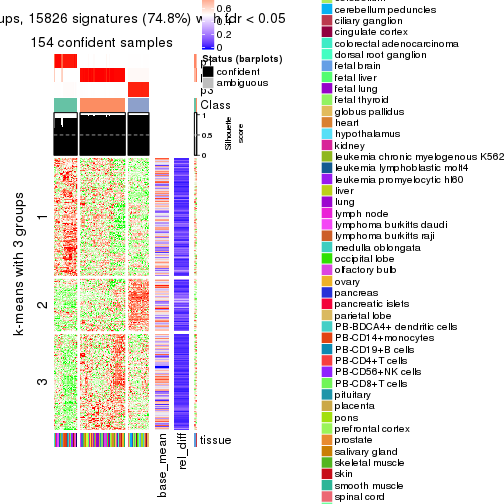 ups, 15826 signatures (74.8%) with fdr < 0.05
154 confident samples
0.6
0.4
0.2
0
p3
Class
Status (barplots)
confident
ambiguous
1
0.5
0
Silhouette
score
k-means with 3 groups
1
2
3
base_mean
rel_diff
tissue
cerebellum
cerebellum peduncles
ciliary ganglion
cingulate cortex
colorectal adenocarcinoma
dorsal root ganglion
fetal brain
fetal liver
fetal lung
fetal thyroid
globus pallidus
heart
hypothalamus
kidney
leukemia chronic myelogenous K562
leukemia lymphoblastic molt4
leukemia promyelocytic hl60
liver
lung
lymph node
lymphoma burkitts daudi
lymphoma burkitts raji
medulla oblongata
occipital lobe
olfactory bulb
ovary
pancreas
pancreatic islets
parietal lobe
PB-BDCA4+ dendritic cells
PB-CD14+monocytes
PB-CD19+B cells
PB-CD4+T cells
PB-CD56+NK cells
PB-CD8+T cells
pituitary
placenta
pons
prefrontal cortex
prostate
salivary gland
skeletal muscle
skin
smooth muscle
spinal cord